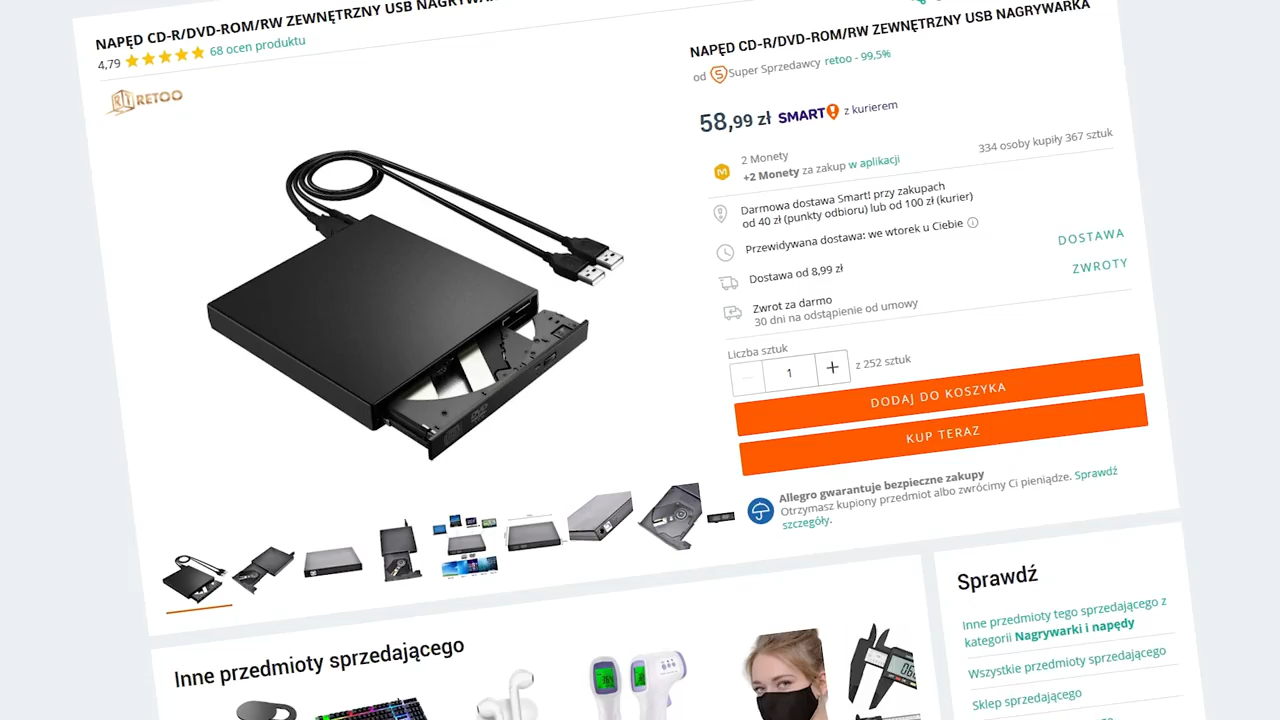 NAPĘD CD-R/DVD-ROM/RW ZEWNĘTRZNY USB
4,79 68 ocen produktu
RETOO
DVD
NAPĘD CD-R/DVD-ROM/RW ZEWNĘTRZNY USB NAGRYWARKA
od Super Sprzedawcy retoo - 99,5%
58,99 zł SMART! z kurierem
2 Monety
+2 Monety za zakup w aplikacji
334 osoby kupiły 367 sztuk
Darmowa dostawa Smart! przy zakupach
od 40 zł (punkty odbioru) lub od 100 zł (kurier)
Przewidywana dostawa: we wtorek u Ciebie
DOSTAWA
Dostawa od 8,99 zł
ZWROTY
Zwrot za darmo
30 dni na odstąpienie od umowy
Liczba sztuk
1 + z 252 sztuk
DODAJ DO KOSZYKA
KUP TERAZ
Allegro gwarantuje bezpieczne zakupy
Otrzymasz kupiony przedmiot albo zwrócimy Ci pieniądze. Sprawdź
szczegóły.
Inne przedmioty sprzedającego
Sprawdź
Inne przedmioty tego sprzedającego z
kategorii Nagrywarki i napędy
Wszystkie przedmioty sprzedającego
Sklep sprzedającego